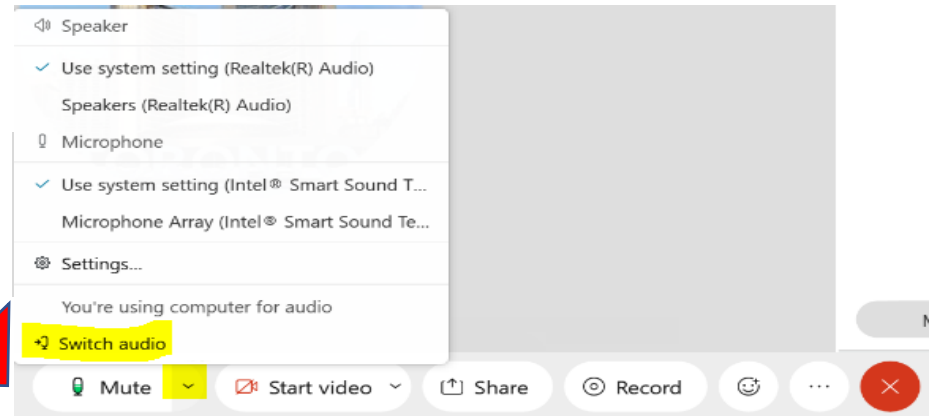 Speaker
Use system setting (Realtek(R) Audio)
Speakers (Realtek(R) Audio)
Microphone
Use system setting (Intel® Smart Sound T...
Microphone Array (Intel® Smart Sound Te...
Settings...
You're using computer for audio
Switch audio
Mute Start video Share Record ...